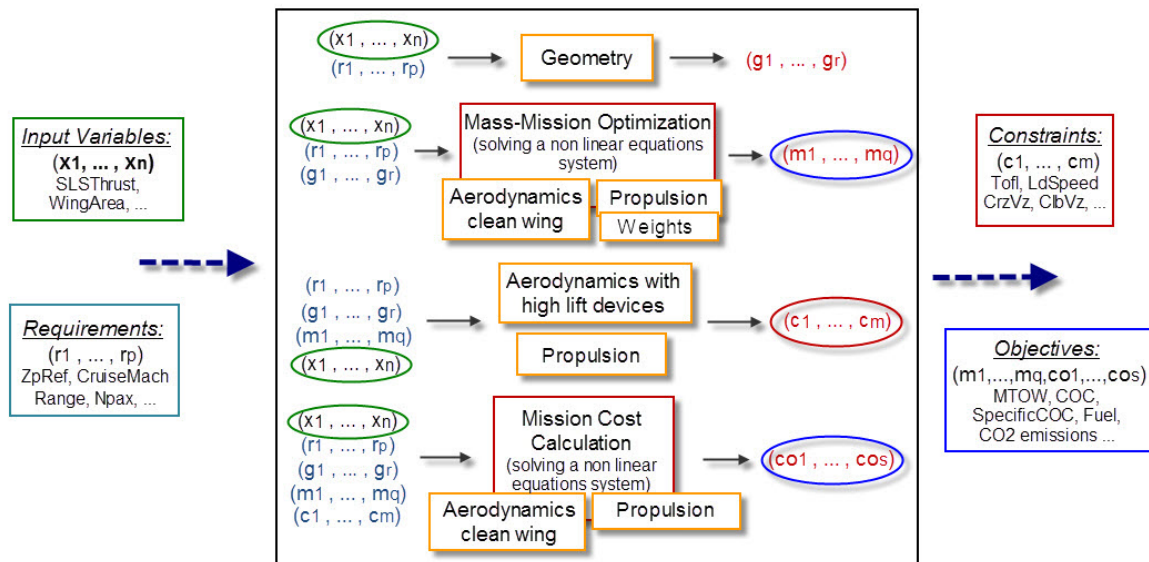 Input Variables:
(x1, ... , xn)
SLSThrust,
WingArea, ...
Requirements:
(r1 , ... , rp)
ZpRef, CruiseMach
Range, Npax, ...
(x1 , ... , xn)
(r1 , ... , rp)
Geometry
(g1 , ... , gr)
(x1 , ... , xn)
(r1 , ... , rp)
(g1 , ... , gr)
Mass-Mission Optimization
(solving a non linear equations
system)
Aerodynamics
clean wing
Propulsion
Weights
(m1 , ... , mq)
(r1 , ... , rp)
(g1 , ... , gr)
(m1 , ... , mq)
(x1 , ... , xn)
Aerodynamics with
high lift devices
Propulsion
(c1 , ... , cm)
(x1 , ... , xn)
(r1 , ... , rp)
(g1 , ... , gr)
(m1 , ... , mq)
(c1 , ... , cm)
Mission Cost
Calculation
(solving a non linear
equations system)
Aerodynamics
clean wing
Propulsion
(co1 , ... , cos)
Constraints:
(c1, ... , cm)
Tofl, LdSpeed
CrzVz, ClbVz, ...
Objectives:
(m1,...,mq,co1,...,cos)
MTOW, COC,
SpecificCOC, Fuel,
CO2 emissions ...